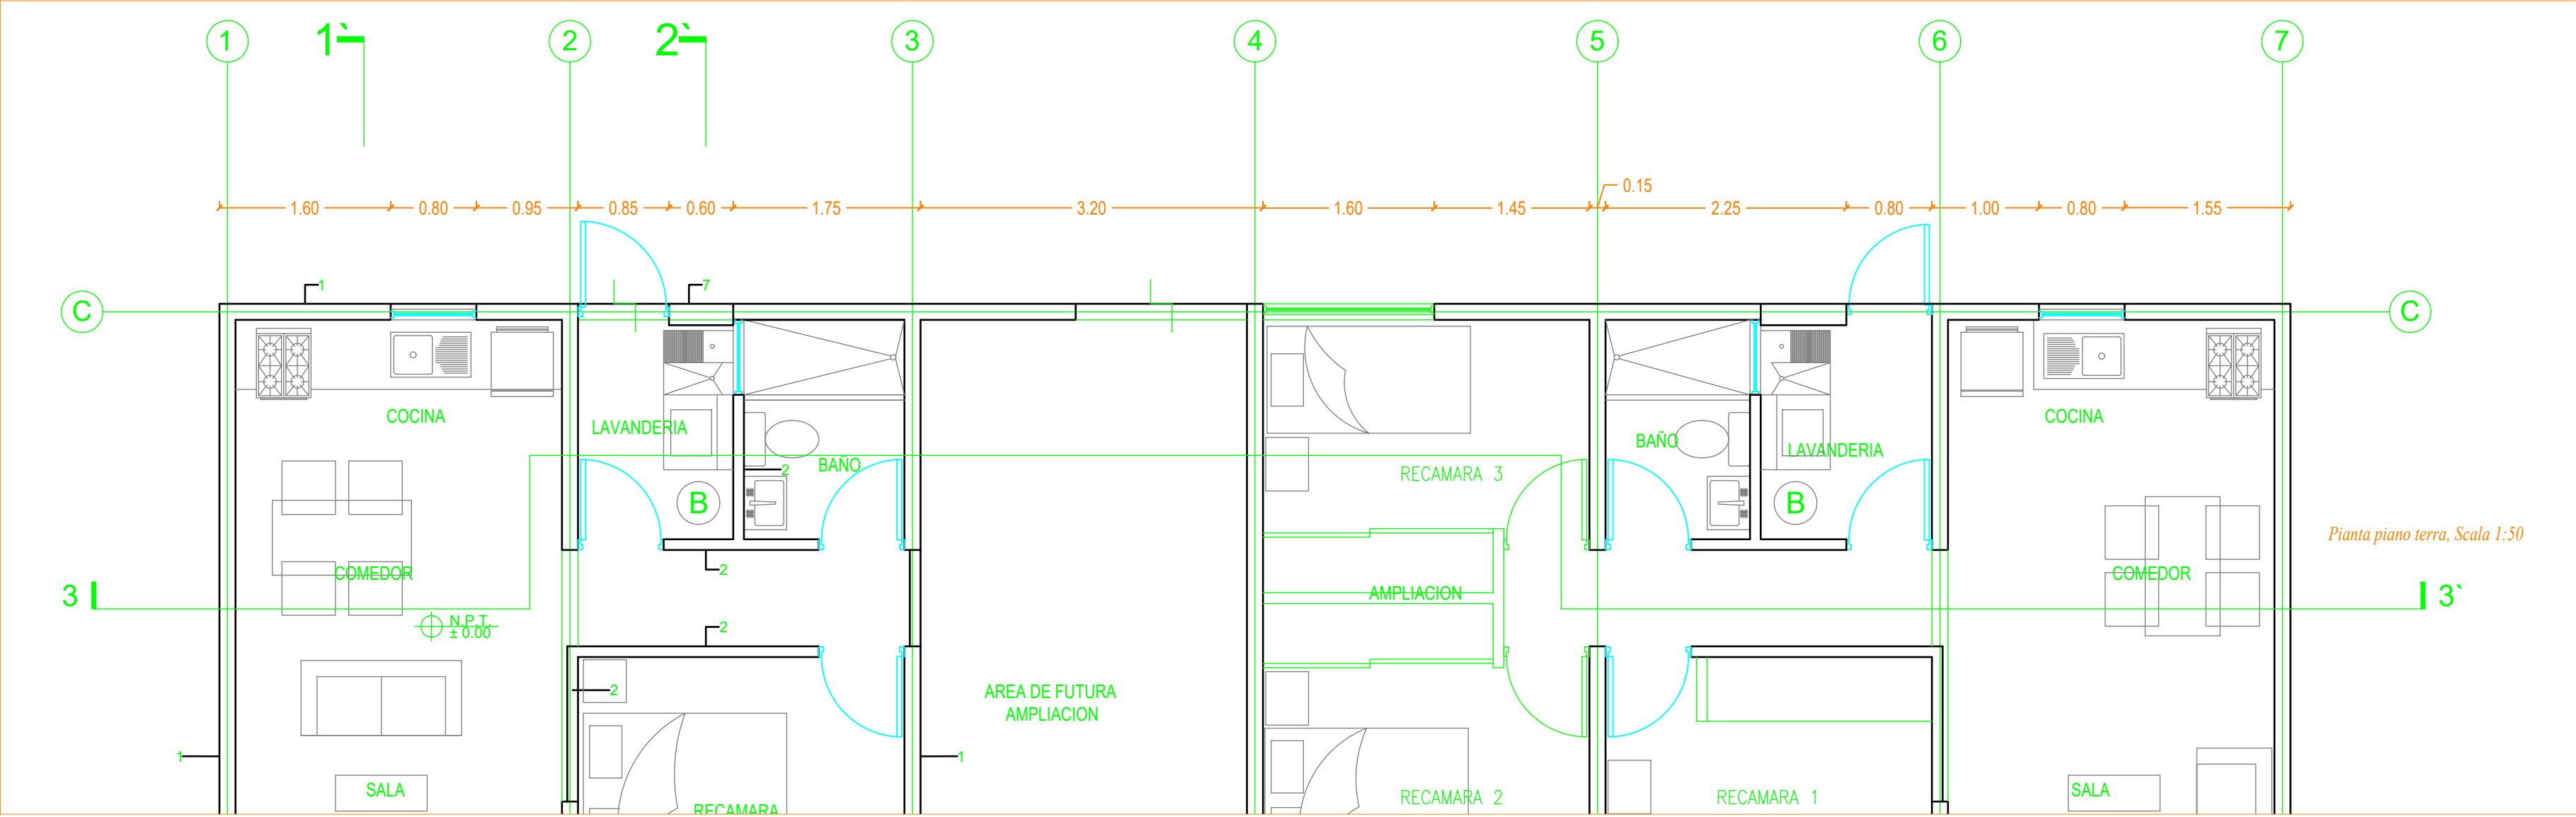 1 1` 2 2` 3 4 5 6 7
0.15
1.60 0.80 0.95 0.85 0.60 1.75 3.20 1.60 1.45 2.25 0.80 1.00 0.80 1.55
1 7
C C
COCINA COCINA
LAVANDERIA
BAÑO
LAVANDERIA
BAÑO
2
RECAMARA 3
B B
Pianta piano terra, Scala 1:50
2
COMEDOR COMEDOR
AMPLIACION
3 3`
N.P.T.
± 0.00
2
2
AREA DE FUTURA
AMPLIACION
1 1
SALA SALA
RECAMARA 2
RECAMARA 1
RECAMARA